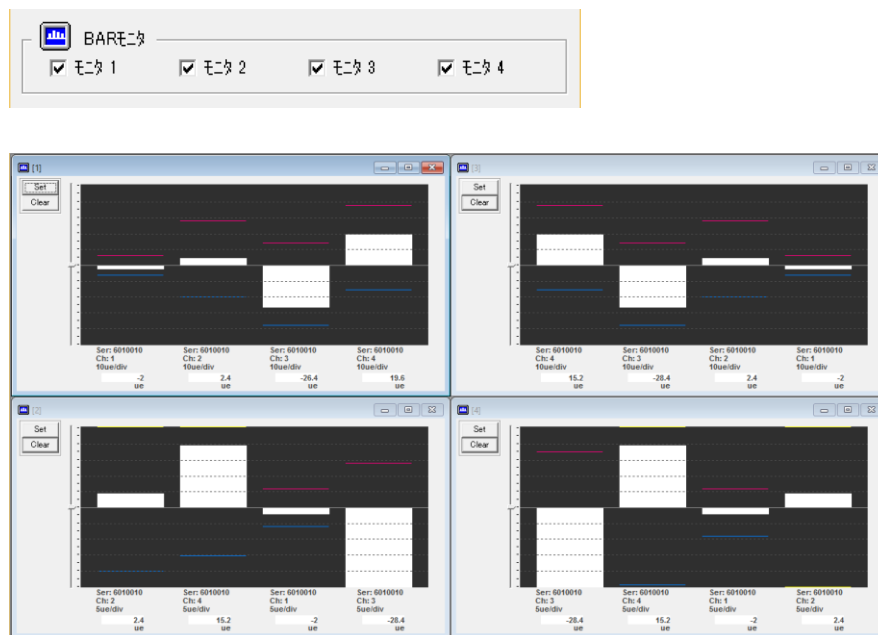 BARモニタ
モニタ 1 モニタ 2 モニタ 3 モニタ 4
[1]
Set
Clear
Ser: 6010010 Ser: 6010010 Ser: 6010010 Ser: 6010010
Ch: 1 Ch: 2 Ch: 3 Ch: 4
10ue/div 10ue/div 10ue/div 10ue/div
-2 2.4 -26.4 19.6
ue ue ue ue
[3]
Set
Clear
Ser: 6010010 Ser: 6010010 Ser: 6010010 Ser: 6010010
Ch: 4 Ch: 3 Ch: 2 Ch: 1
10ue/div 10ue/div 10ue/div 10ue/div
15.2 -28.4 2.4 -2
ue ue ue ue
[2]
Set
Clear
Ser: 6010010 Ser: 6010010 Ser: 6010010 Ser: 6010010
Ch: 2 Ch: 4 Ch: 1 Ch: 3
5ue/div 5ue/div 5ue/div 5ue/div
2.4 15.2 -2 -28.4
ue ue ue ue
[4]
Set
Clear
Ser: 6010010 Ser: 6010010 Ser: 6010010 Ser: 6010010
Ch: 3 Ch: 4 Ch: 1 Ch: 2
5ue/div 5ue/div 5ue/div 5ue/div
-28.4 15.2 -2 2.4
ue ue ue ue